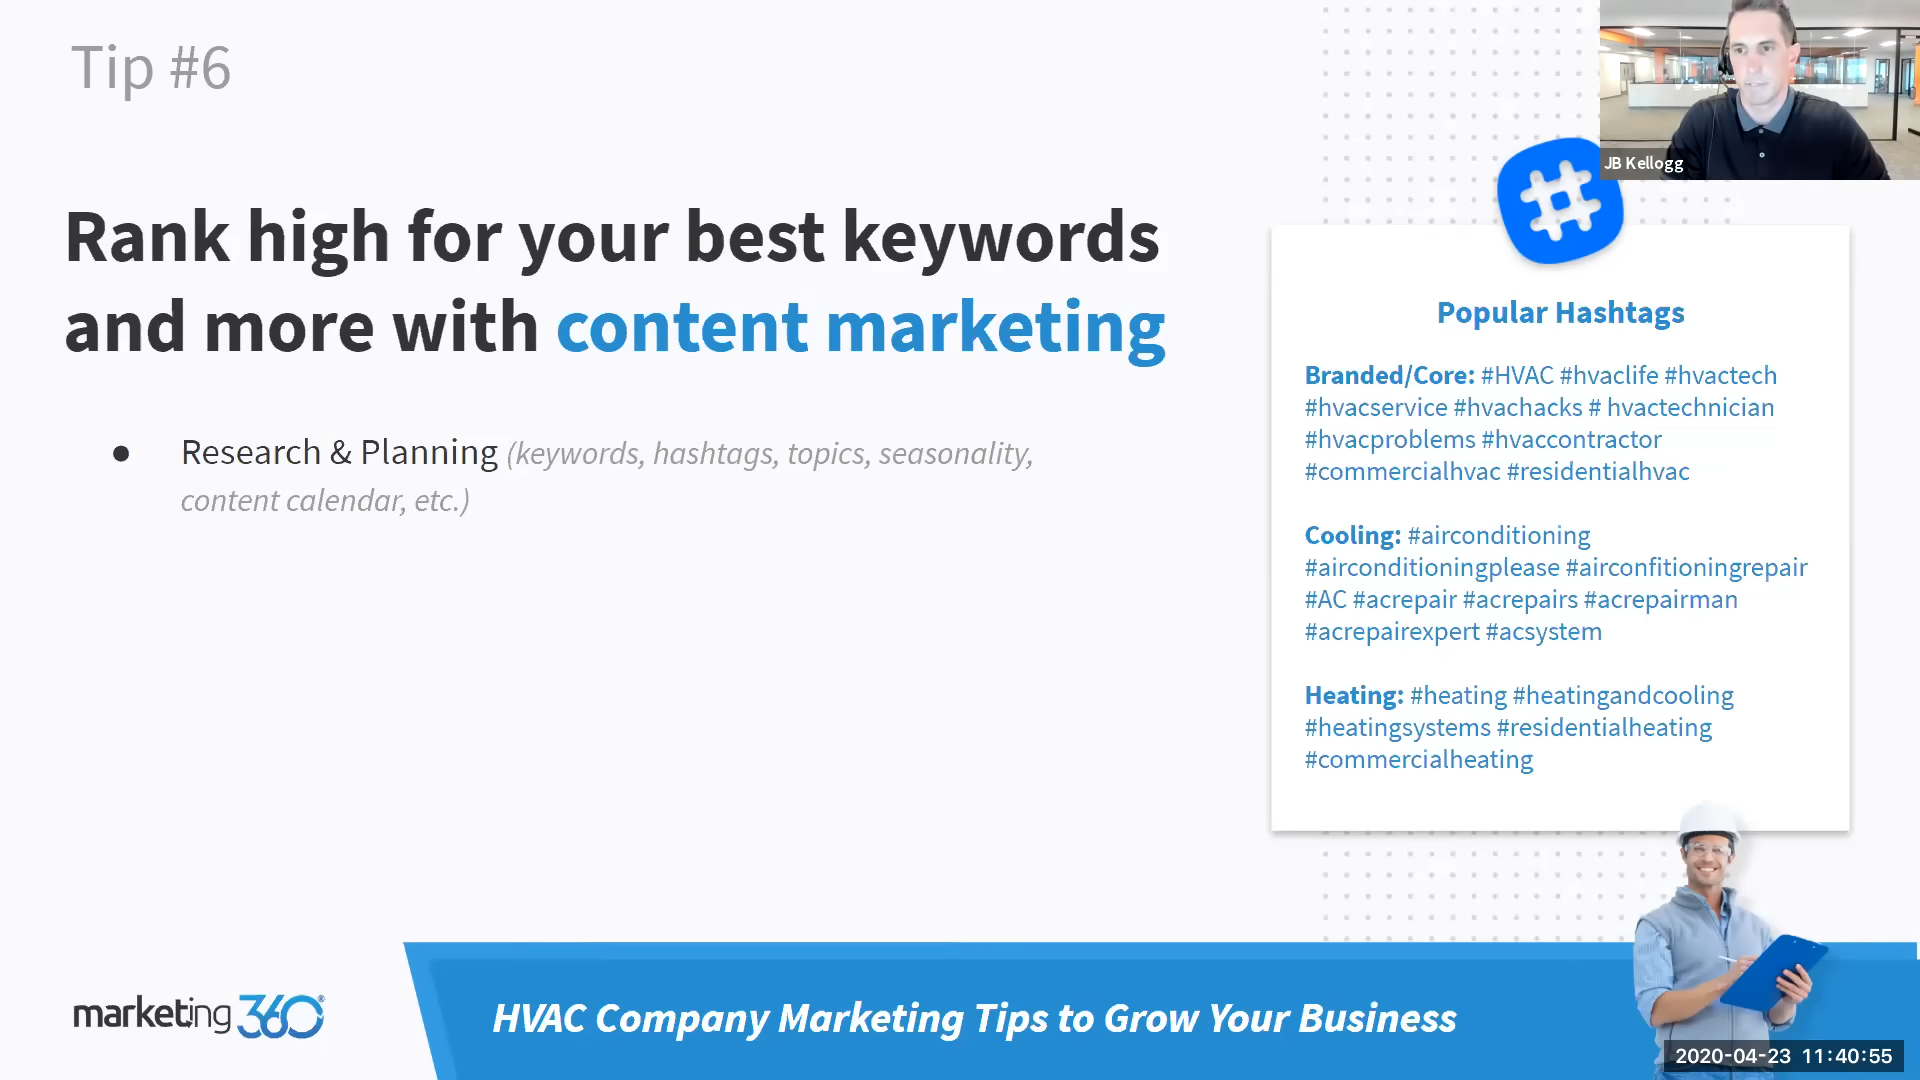 Tip #6
JB Kellogg
Rank high for your best keywords
and more with content marketing
● Research & Planning (keywords, hashtags, topics, seasonality,
content calendar, etc.)
Popular Hashtags
Branded/Core: #HVAC #hvaclife #hvactech
#hvacservice #hvachacks # hvactechnician
#hvacproblems #hvaccontractor
#commercialhvac #residentialhvac
Cooling: #airconditioning
#airconditioningplease #airconfitioningrepair
#AC #acrepair #acrepairs #acrepairman
#acrepairexpert #acsystem
Heating: #heating #heatingandcooling
#heatingsystems #residentialheating
#commercialheating
marketing 360®
HVAC Company Marketing Tips to Grow Your Business
2020-04-23 11:40:55